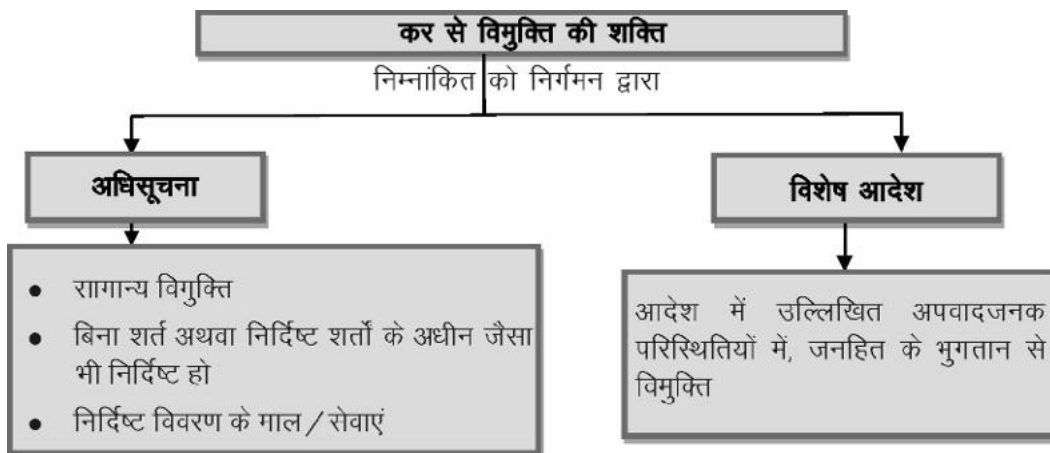 कर से विमुक्ति की शक्ति
निम्नांकित को निर्गमन द्वारा
अधिसूचना
• रागान्य विगुक्ति
• बिना शर्त अथवा निर्दिष्ट शर्तों के अधीन जैसा
भी निर्दिष्ट हो
• निर्दिष्ट विवरण के माल / सेवाएं
विशेष आदेश
आदेश में उल्लिखित अपवादजनक
परिस्थितियों में, जनहित के भुगतान से
विमुक्ति